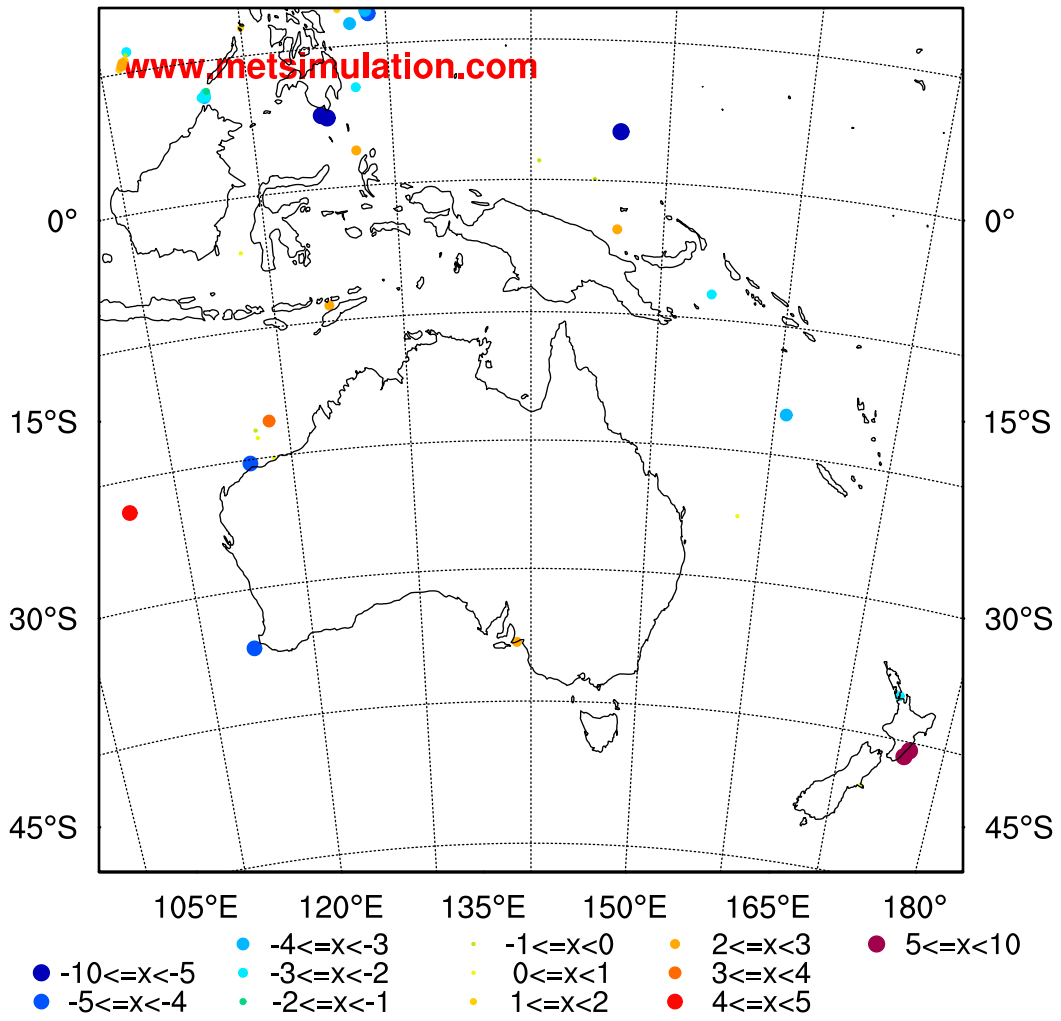 www.metsimulation.com
0° 0°
15°S 15°S
30°S 30°S
45°S 45°S
105°E 120°E 135°E 150°E 165°E 180°
-4<=x<-3 -1<=x<0 2<=x<3 5<=x<10
-10<=x<-5 -3<=x<-2 0<=x<1 3<=x<4
-5<=x<-4 -2<=x<-1 1<=x<2 4<=x<5